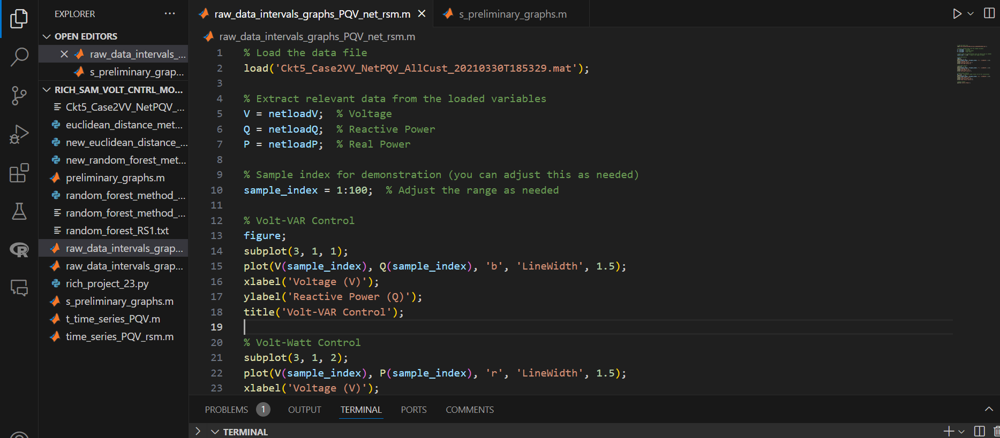 EXPLORER
OPEN EDITORS
raw_data_intervals_...
s_preliminary_grap...
RICH_SAM_VOLT_CNTRL_MO...
Ckt5_Case2VV_NetPQV_...
euclidean_distance_met...
new_euclidean_distance_...
new_random_forest_met...
preliminary_graphs.m
random_forest_method_...
random_forest_method_...
random_forest_RS1.txt
raw_data_intervals_grap...
raw_data_intervals_grap...
rich_project_23.py
s_preliminary_graphs.m
t_time_series_PQV.m
time_series_PQV_rsm.m
raw_data_intervals_graphs_PQV_net_rsm.m s_preliminary_graphs.m
raw_data_intervals_graphs_PQV_net_rsm.m
1 % Load the data file
2 load('Ckt5_Case2VV_NetPQV_AllCust_20210330T185329.mat');
3
4 % Extract relevant data from the loaded variables
5 V = netloadV;  % Voltage
6 Q = netloadQ;  % Reactive Power
7 P = netloadP;  % Real Power
8
9 % Sample index for demonstration (you can adjust this as needed)
10 sample_index = 1:100;  % Adjust the range as needed
11
12 % Volt-VAR Control
13 figure;
14 subplot(3, 1, 1);
15 plot(V(sample_index), Q(sample_index), 'b', 'LineWidth', 1.5);
16 xlabel('Voltage (V)');
17 ylabel('Reactive Power (Q)');
18 title('Volt-VAR Control');
19
20 % Volt-Watt Control
21 subplot(3, 1, 2);
22 plot(V(sample_index), P(sample_index), 'r', 'LineWidth', 1.5);
23 xlabel('Voltage (V)');
PROBLEMS 1 OUTPUT TERMINAL PORTS COMMENTS
TERMINAL